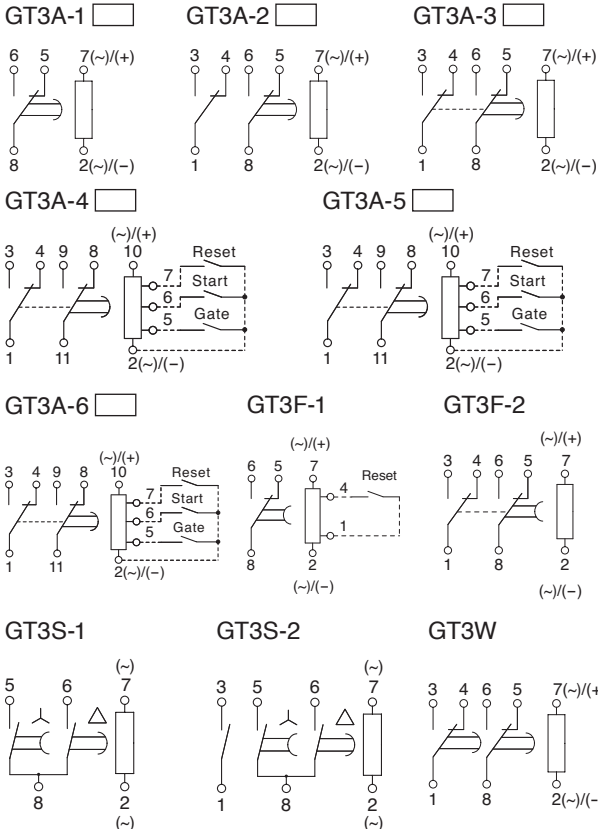 GT3A-1 GT3A-2 GT3A-3
6 5 7(~)/(+) 3 4 6 5 7(~)/(+) 3 4 6 5 7(~)/(+)
8 2(~)/(−) 1 8 2(~)/(−) 1 8 2(~)/(−)
GT3A-4 GT3A-5
(~)/(+) (~)/(+)
3 4 9 8 10 Reset 3 4 9 8 10 Reset
7 Start 7 Start
6 Gate 6 Gate
5 5
1 11 2(~)/(−) 1 11 2(~)/(−)
GT3A-6 GT3F-1 GT3F-2
(~)/(+) (~)/(+) (~)/(+)
3 4 9 8 10 Reset 6 5 7 Reset 3 4 6 5 7
7 Start 4
6 Gate
5 1
1 11 2(~)/(−) 8 2 1 8 2
(~)/(−) (~)/(−)
GT3S-1 GT3S-2 GT3W
(~) (~)
5 6 7 3 5 6 7 3 4 6 5 7(~)/(+
8 2 1 8 2 1 8 2(~)/(−
(~) (~)